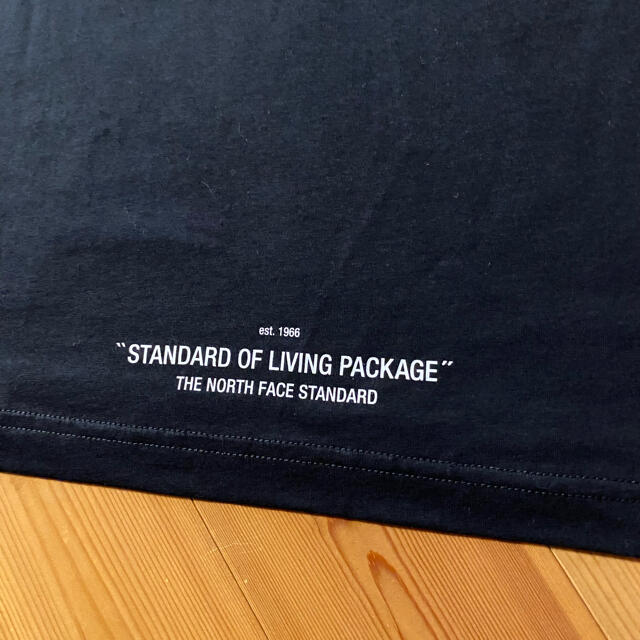 est. 1966
“STANDARD OF LIVING PACKAGE”
THE NORTH FACE STANDARD